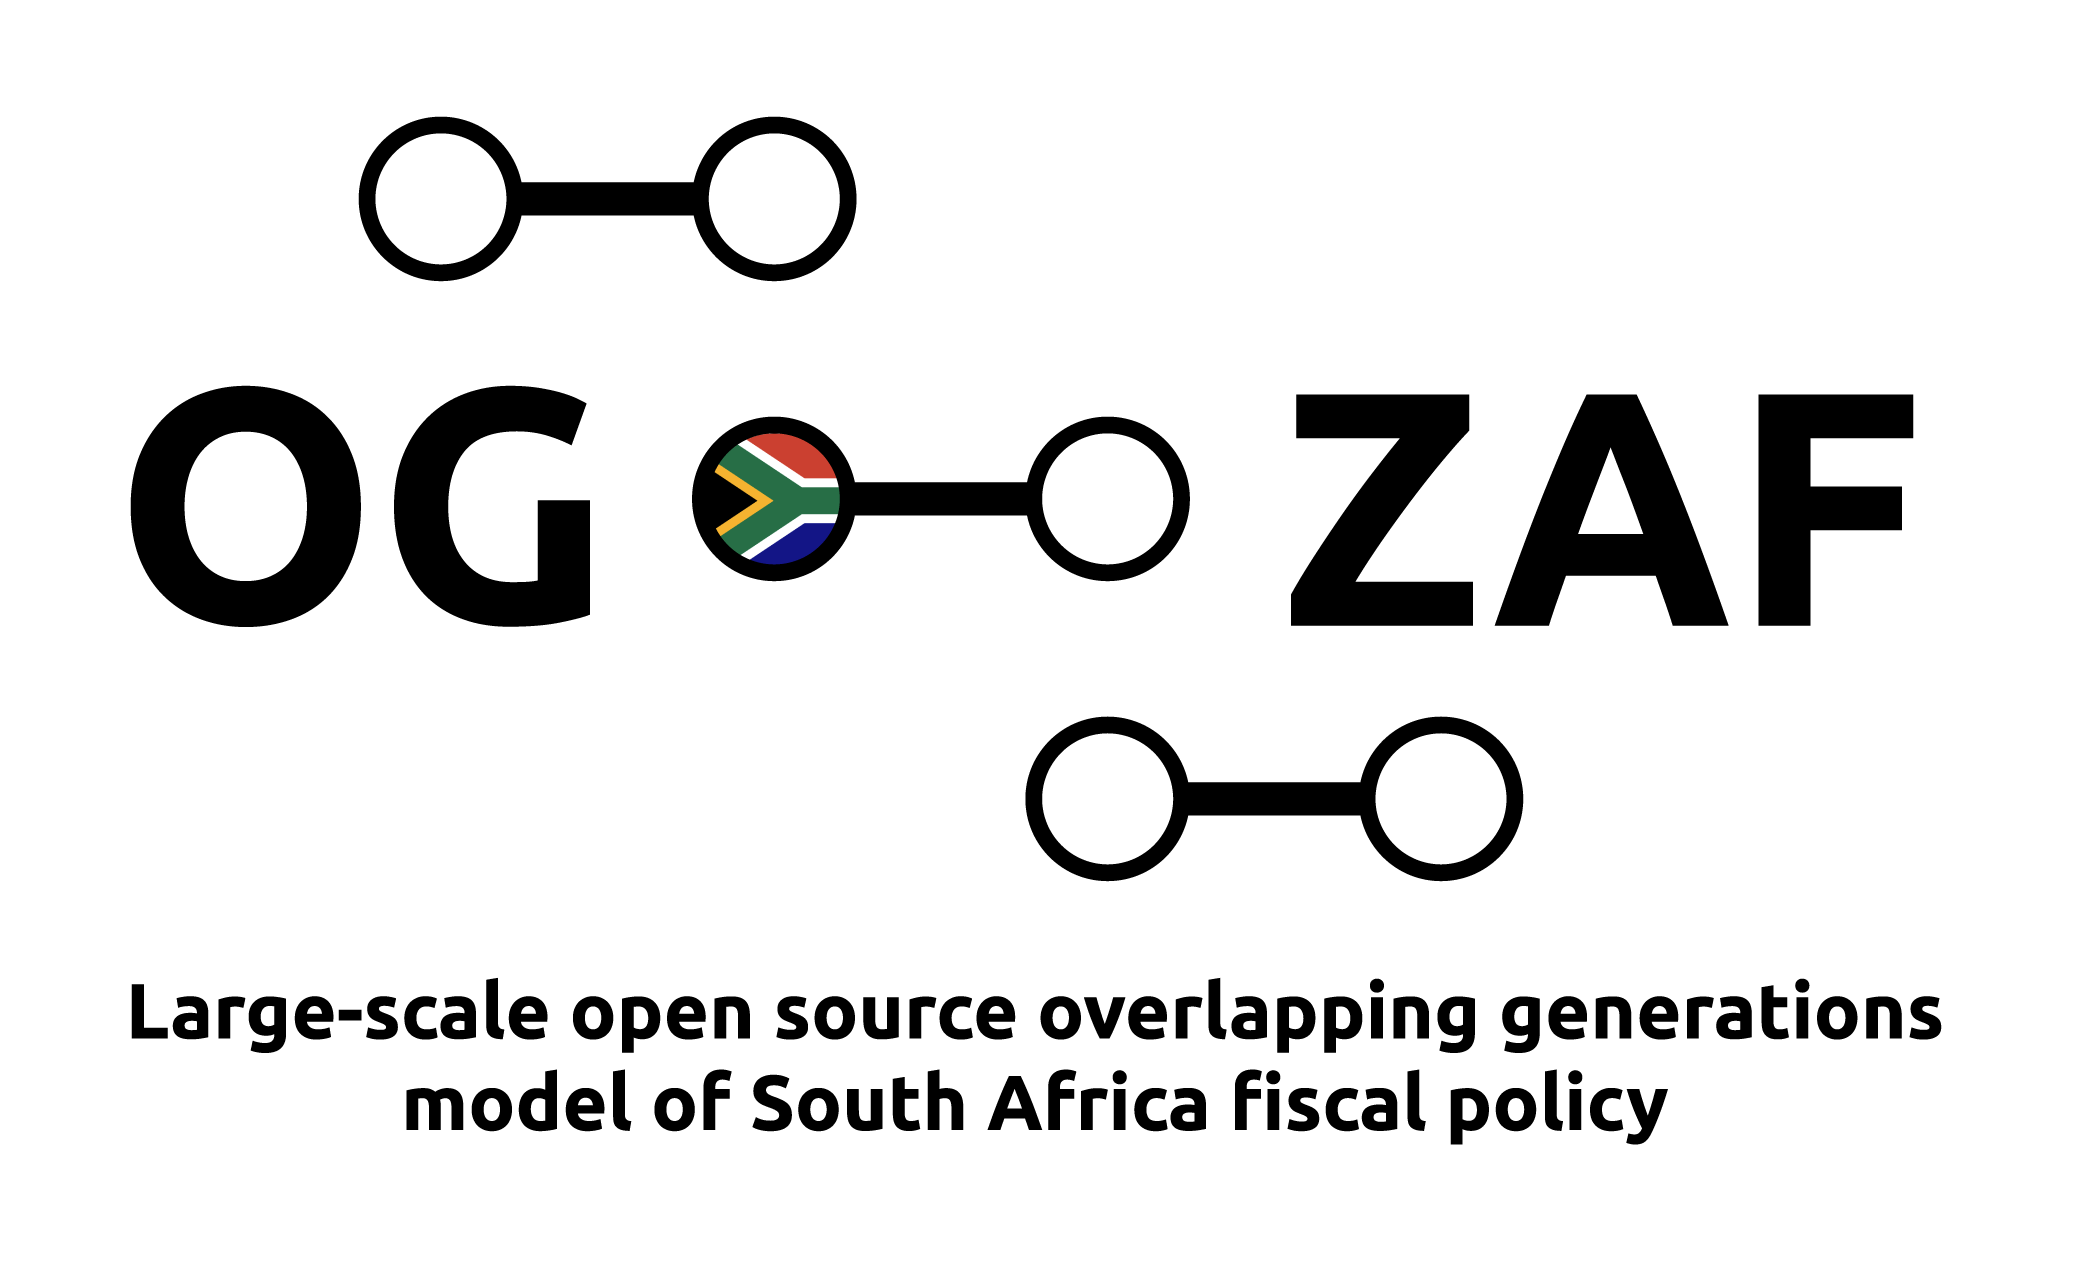 OG ZAF
Large-scale open source overlapping generations
model of South Africa fiscal policy